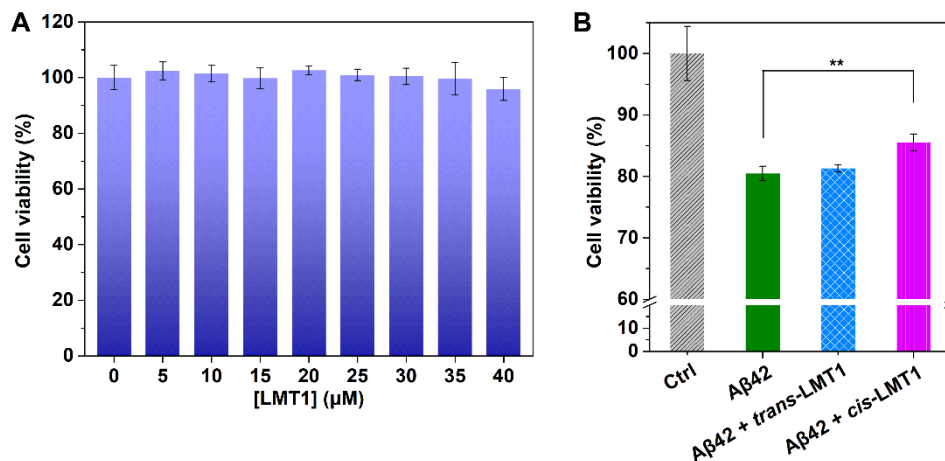 A
Cell viability (%)
120
100
80
60
40
20
0
0 5 10 15 20 25 30 35 40
[LMT1] (µM)
B
Cell vaibility (%)
100
90
80
70
60
10
0
**
Ctrl
Aβ42
Aβ42 + trans-LMT1
Aβ42 + cis-LMT1